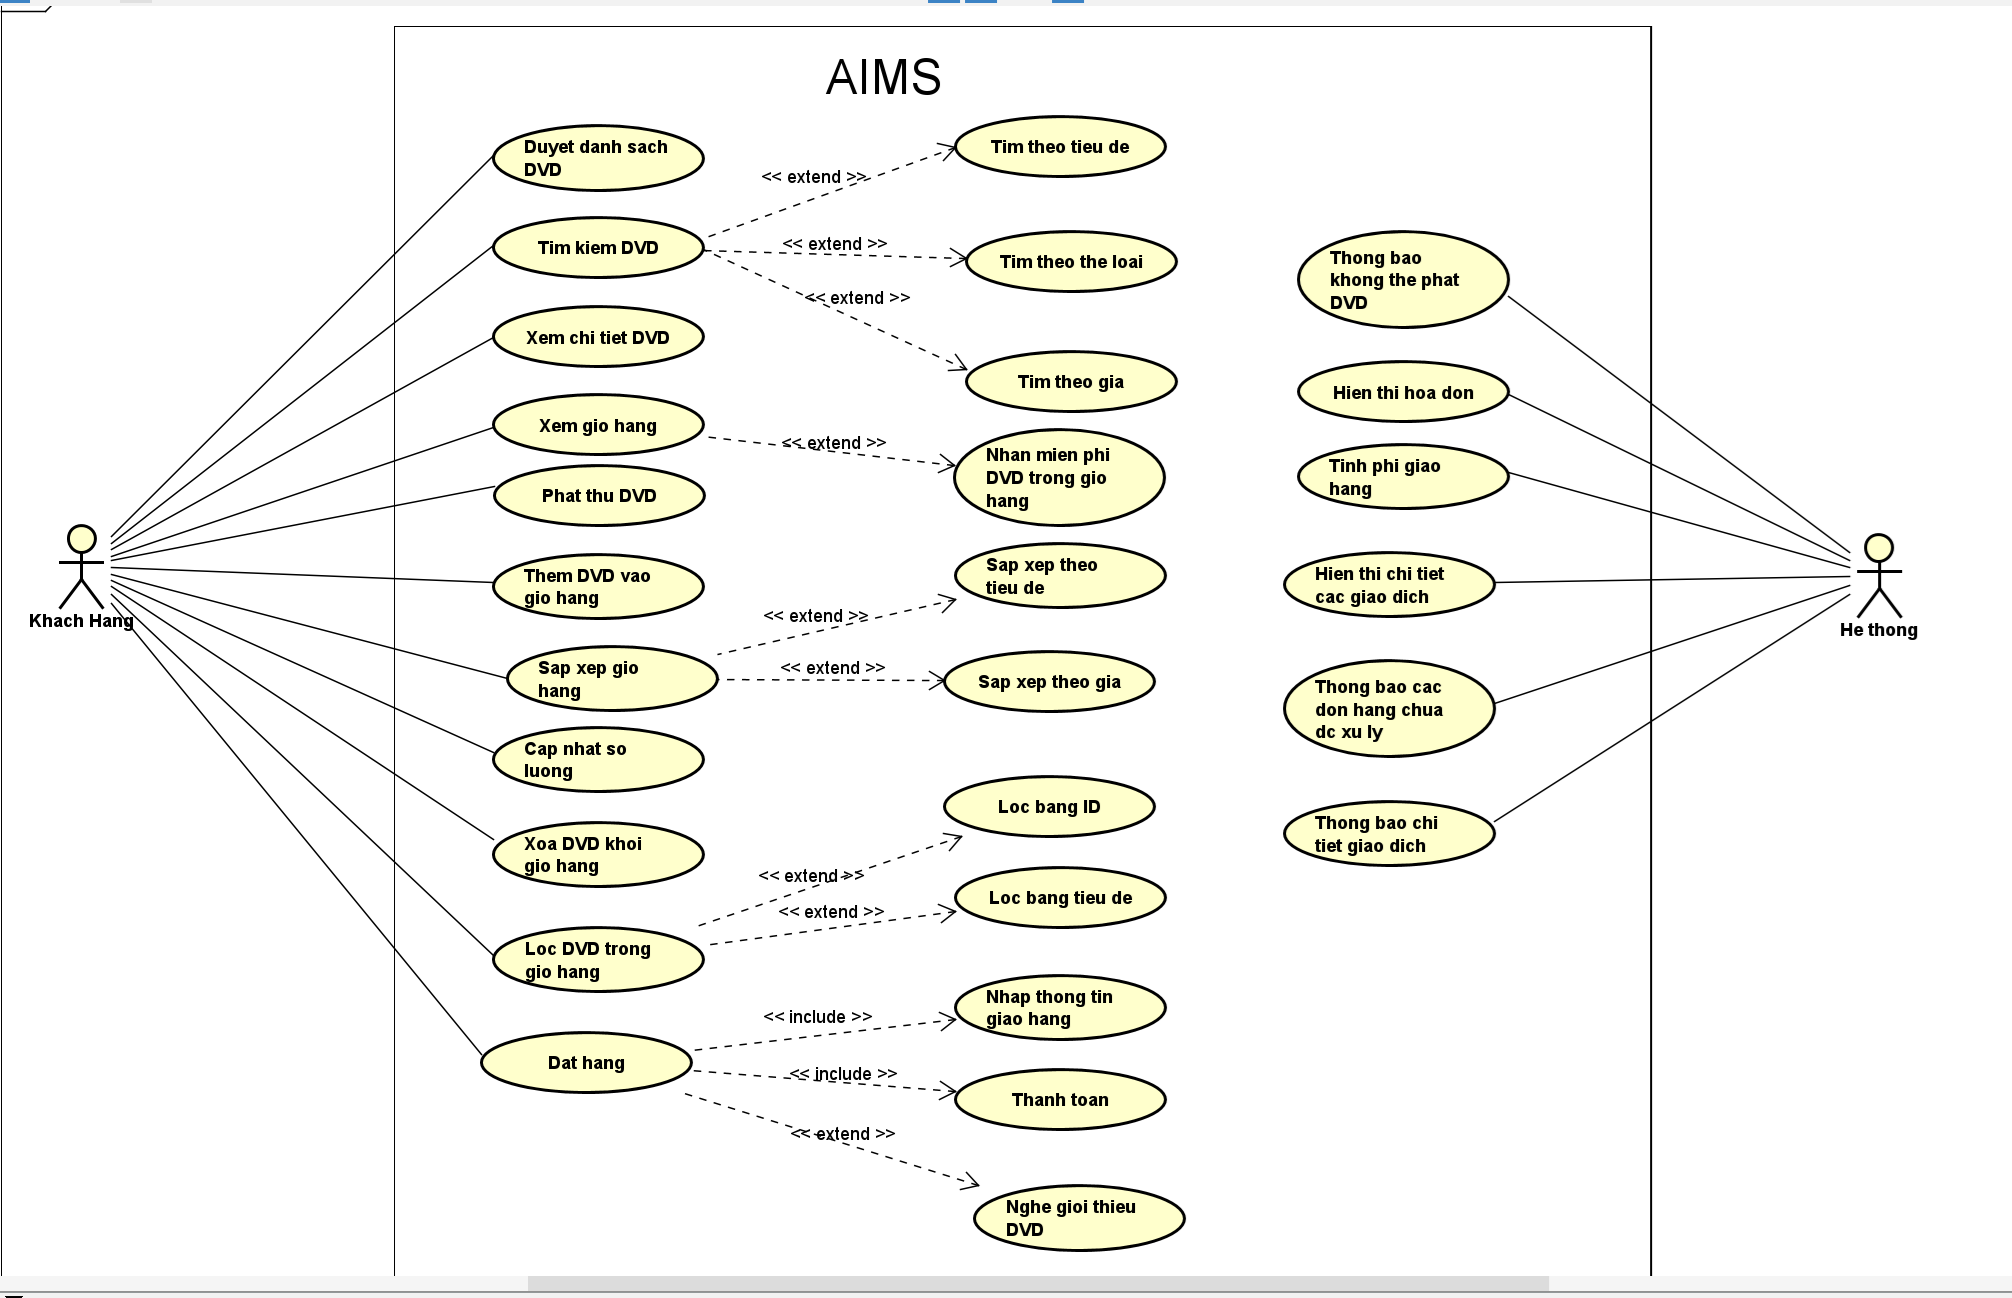 AIMS
Duyet danh sach
DVD
Tim kiem DVD
Xem chi tiet DVD
Xem gio hang
Phat thu DVD
Them DVD vao
gio hang
Sap xep gio
hang
Cap nhat so
luong
Xoa DVD khoi
gio hang
Loc DVD trong
gio hang
Dat hang
Khach Hang
<< extend >>
<< extend >>
<< extend >>
<< extend >>
<< extend >>
<< extend >>
<< extend >>
<< extend >>
<< include >>
<< include >>
<< extend >>
Tim theo tieu de
Tim theo the loai
Tim theo gia
Nhan mien phi
DVD trong gio
hang
Sap xep theo
tieu de
Sap xep theo gia
Loc bang ID
Loc bang tieu de
Nhap thong tin
giao hang
Thanh toan
Nghe gioi thieu
DVD
Thong bao
khong the phat
DVD
Hien thi hoa don
Tinh phi giao
hang
Hien thi chi tiet
cac giao dich
Thong bao cac
don hang chua
dc xu ly
Thong bao chi
tiet giao dich
He thong